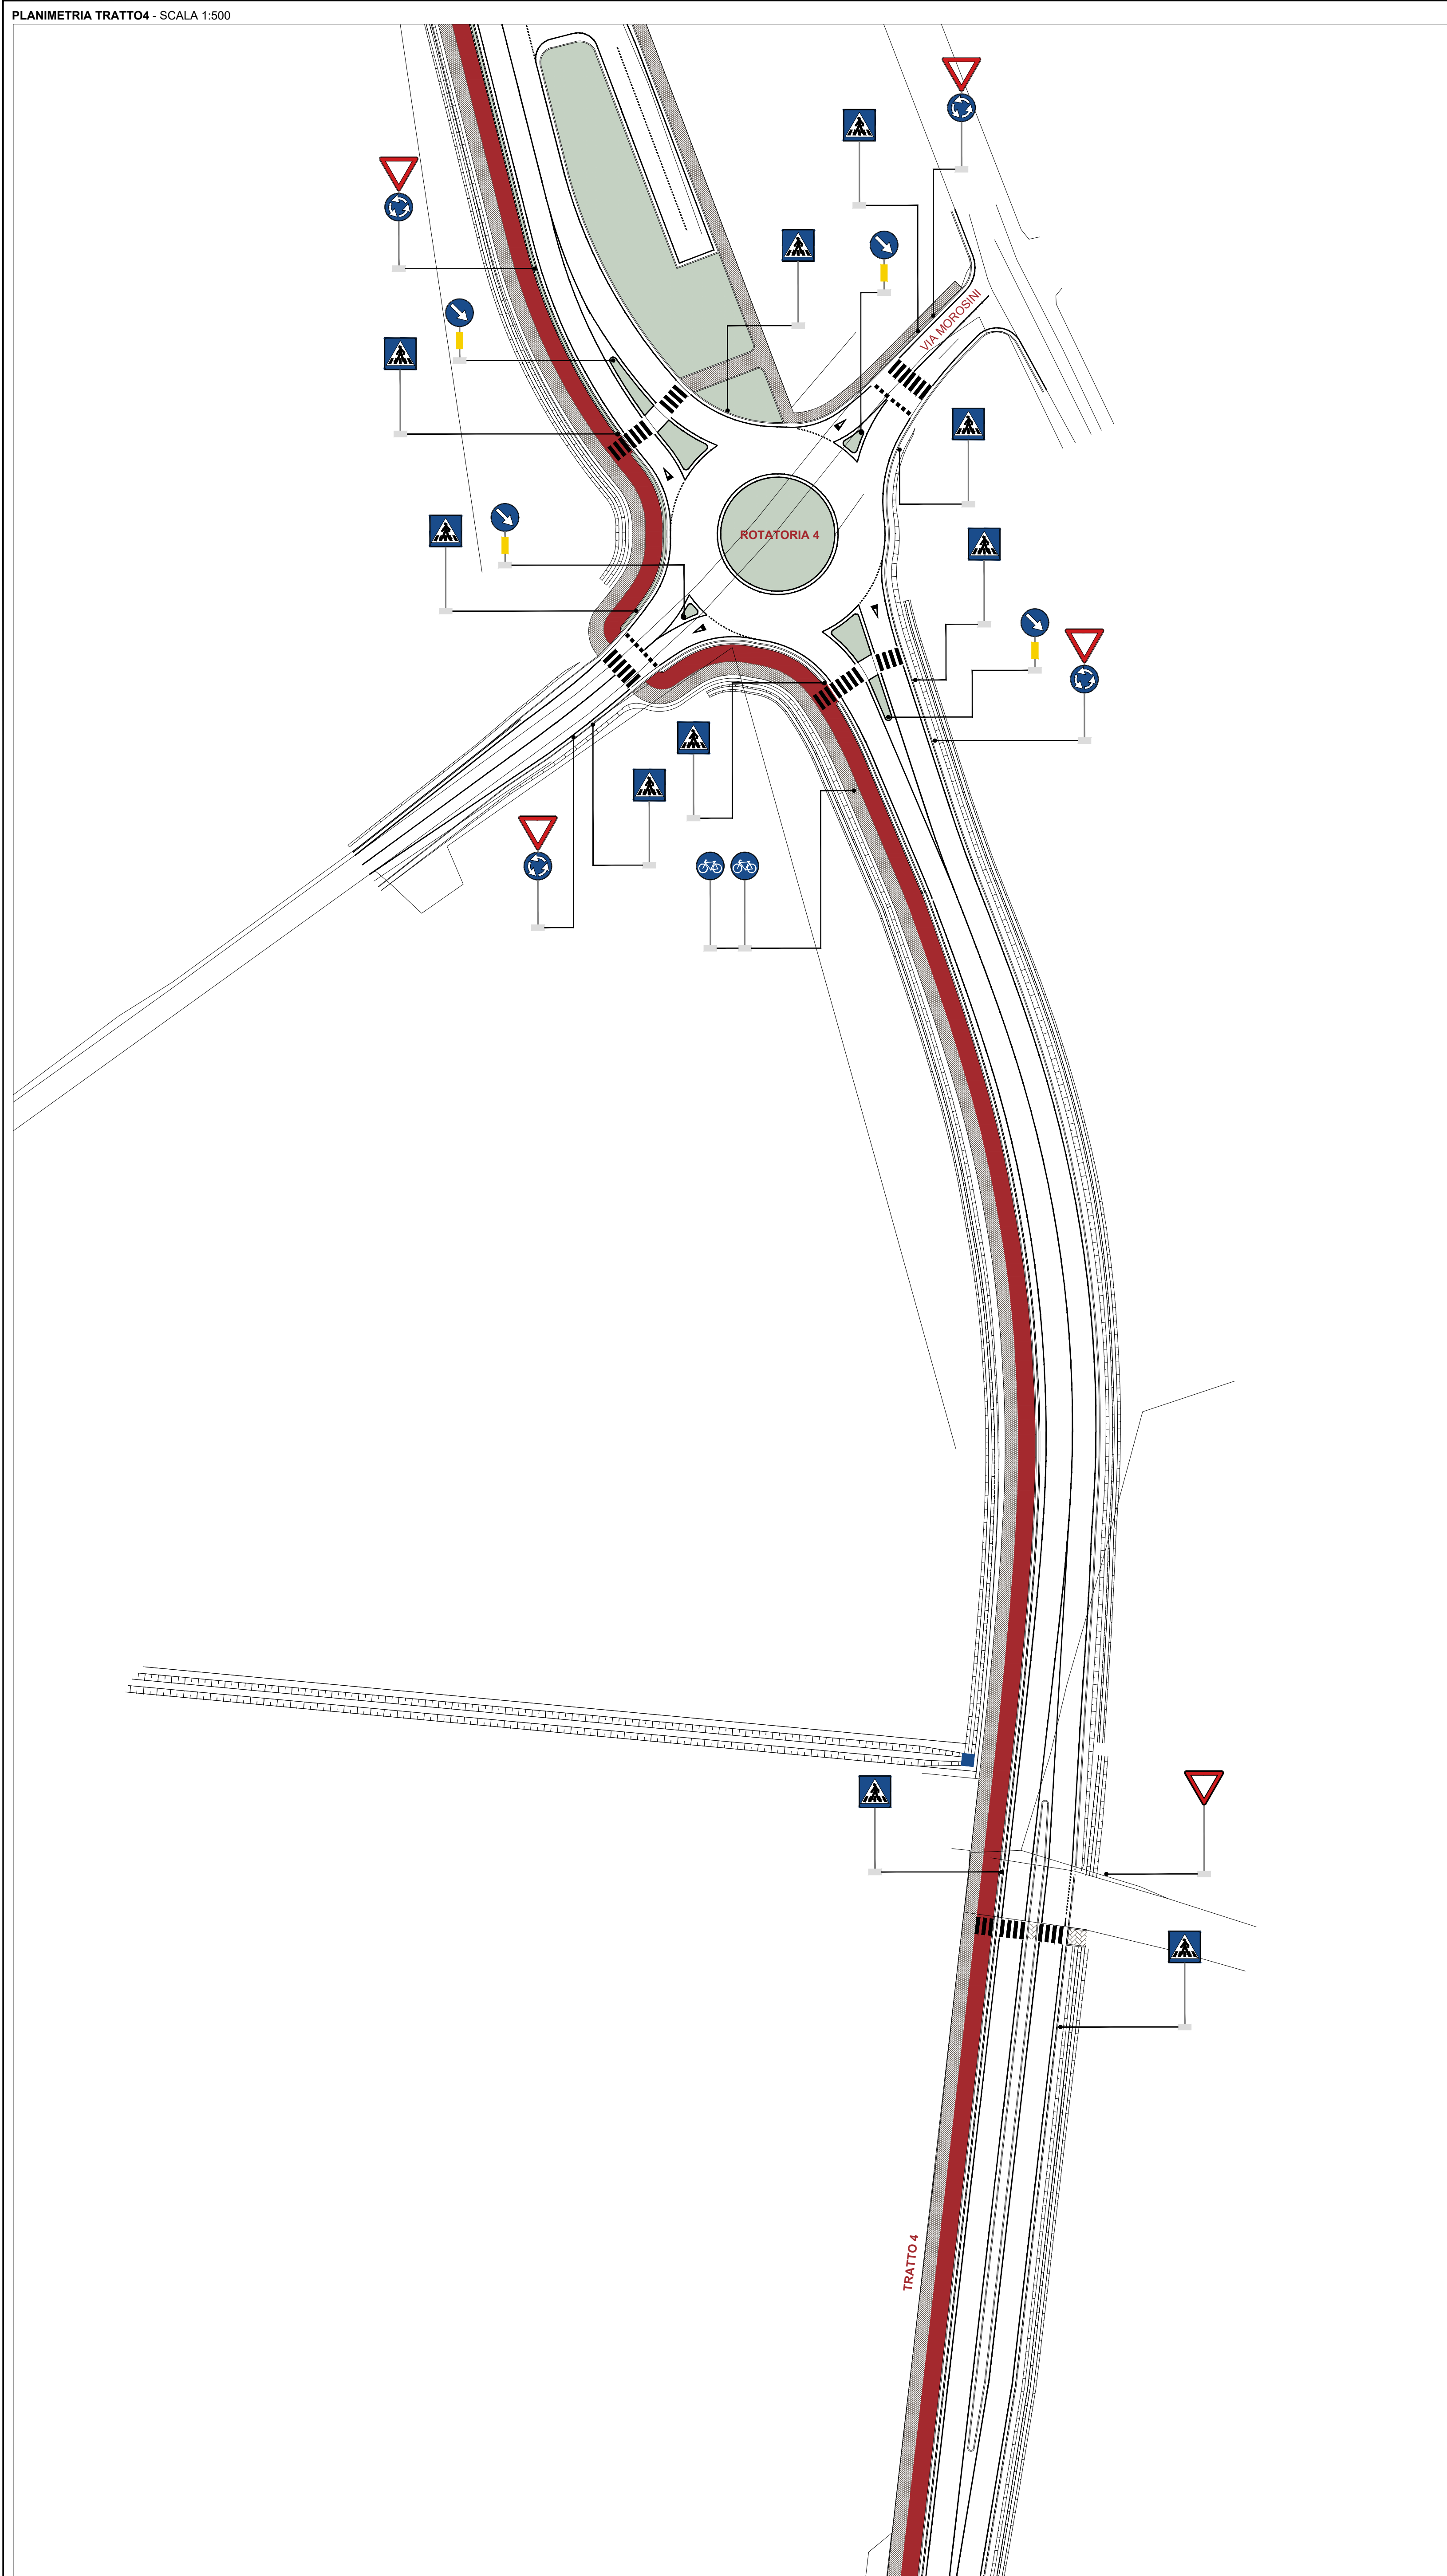 PLANIMETRIA TRATTO4 - SCALA 1:500
VIA MOROSINI
ROTATORIA 4
TRATTO 4